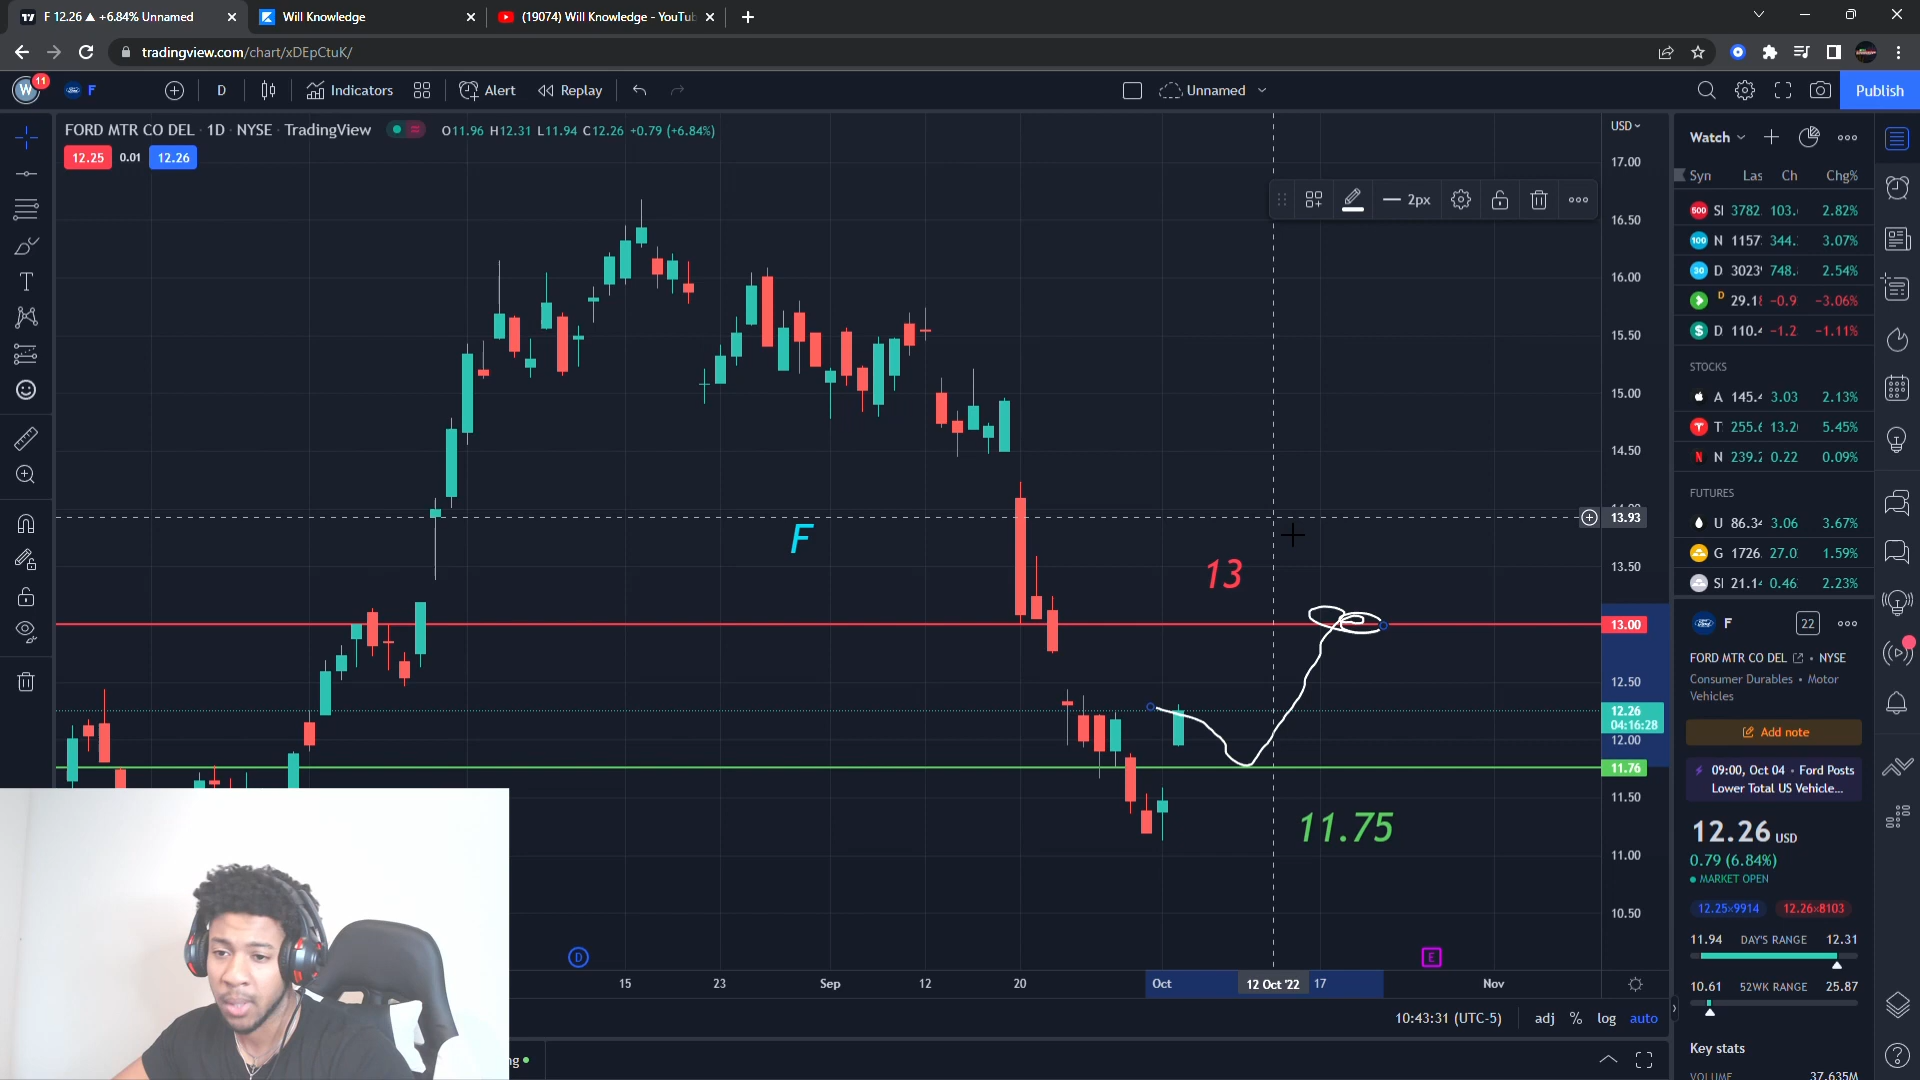 F 12.26 ▲ +6.84% Unnamed
Will Knowledge
(19074) Will Knowledge - YouTub
tradingview.com/chart/xDEpCtuK/
W 11 F D Indicators Alert Replay Unnamed Publish
FORD MTR CO DEL · 1D · NYSE · TradingView O11.96 H12.31 L11.94 C12.26 +0.79 (+6.84%)
12.25 0.01 12.26
2px
USD
17.00
16.50
16.00
15.50
15.00
14.50
13.93
13.50
13.00
12.50
12.26
04:16:28
12.00
11.76
11.50
11.00
10.50
F
13
11.75
D
E
15 23 Sep 12 20 Oct 12 Oct '22 17 Nov
10:43:31 (UTC-5) adj % log auto
Watch
Syn Las Ch Chg%
500 SI 3782. 103. 2.82%
100 N 1157 344. 3.07%
30 D 3023 748. 2.54%
D 29.1 -0.9 -3.06%
$ D 110.4 -1.2 -1.11%
STOCKS
A 145.4 3.03 2.13%
T 255.6 13.2 5.45%
N 239.2 0.22 0.09%
FUTURES
U 86.34 3.06 3.67%
G 1726. 27.0 1.59%
SI 21.14 0.46 2.23%
F 22
FORD MTR CO DEL • NYSE
Consumer Durables • Motor
Vehicles
Add note
09:00, Oct 04 • Ford Posts
Lower Total US Vehicle...
12.26 USD
0.79 (6.84%)
MARKET OPEN
12.25×9914 12.26×8103
11.94 DAY'S RANGE 12.31
10.61 52WK RANGE 25.87
Key stats
VOLUME 37.635M